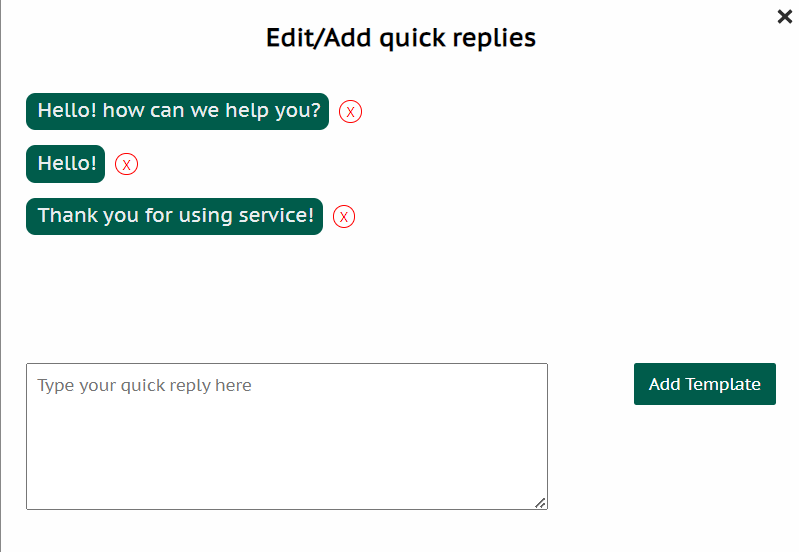 Edit/Add quick replies
Hello! how can we help you? X
Hello! X
Thank you for using service! X
Type your quick reply here
Add Template